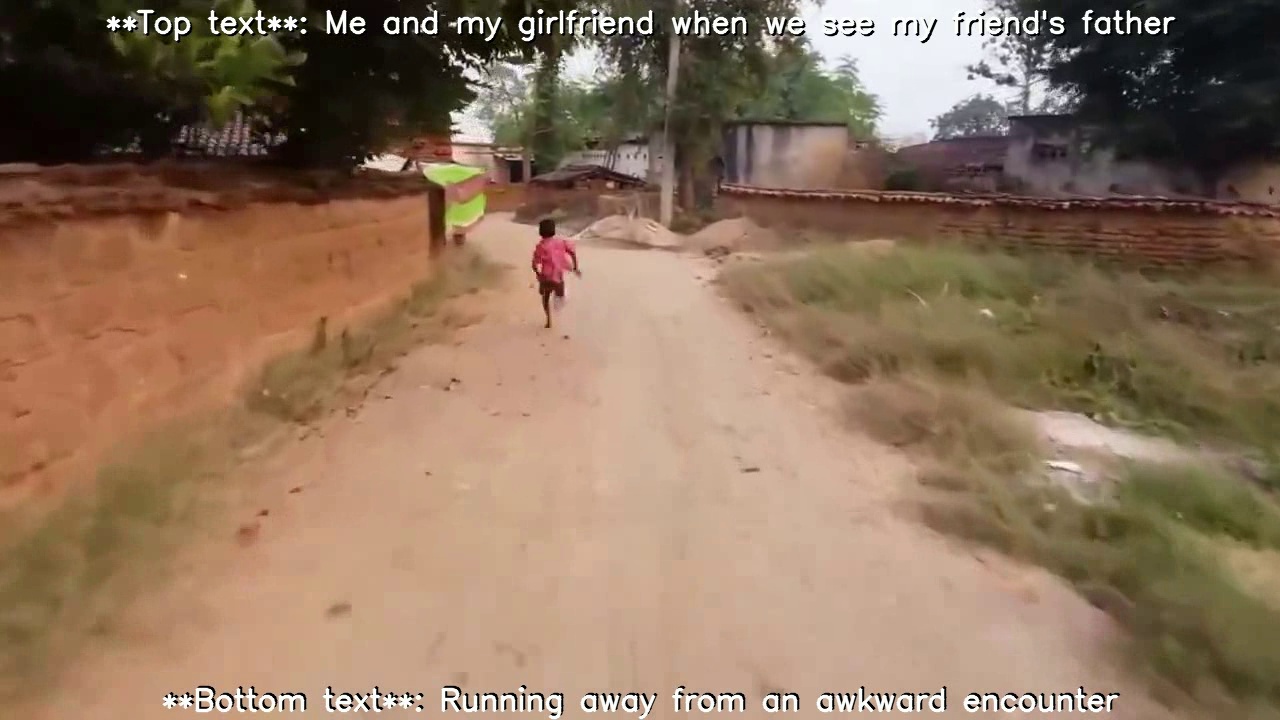 **Top text**: Me and my girlfriend when we see my friend's father
**Bottom text**: Running away from an awkward encounter